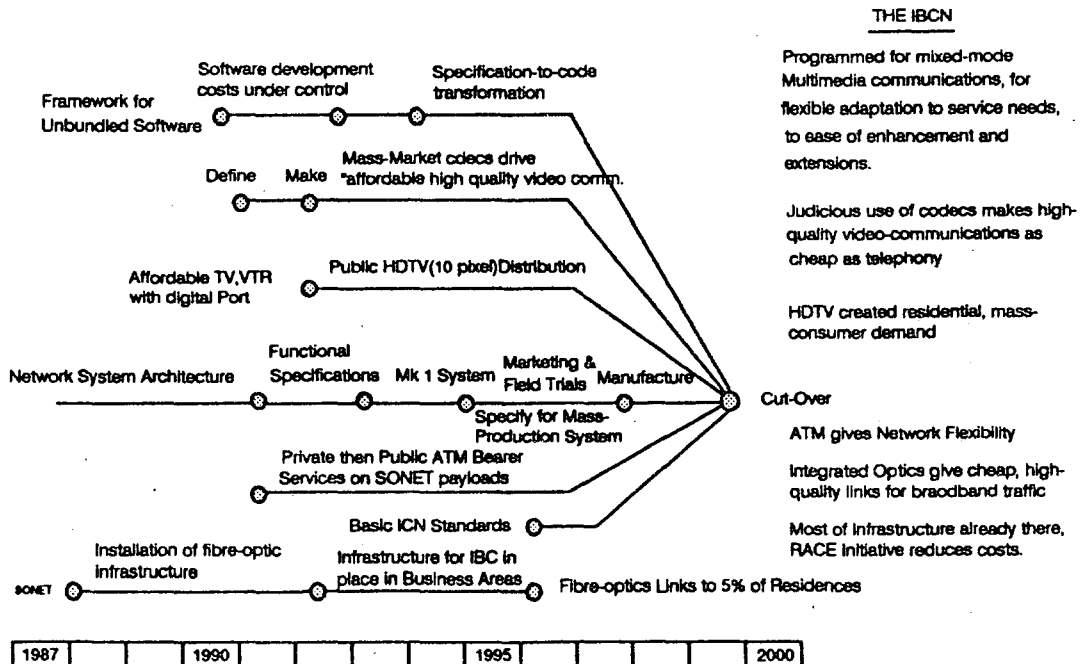 THE IBCN
Programmed for mixed-mode
Multimedia communications, for
flexible adaptation to service needs,
to ease of enhancement and
extensions.
Judicious use of codecs makes high-
quality video-communications as
cheap as telephony
HDTV created residential, mass-
consumer demand
Software development
costs under control
Specification-to-code
transformation
Framework for
Unbundled Software
Define
Make
Mass-Market cdecs drive
"affordable high quality video comm.
Affordable TV,VTR
with digital Port
Public HDTV(10 pixel)Distribution
Network System Architecture
Functional
Specifications
Mk 1 System
Marketing &
Field Trials
Manufacture
Specify for Mass-
Production System
Cut-Over
Private then Public ATM Bearer
Services on SONET payloads
Basic ICN Standards
ATM gives Network Flexibility
Integrated Optics give cheap, high-
quality links for braodband traffic
Most of Infrastructure already there,
RACE Initiative reduces costs.
SONET
Installation of fibre-optic
infrastructure
Infrastructure for IBC in
place in Business Areas
Fibre-optics Links to 5% of Residences
1987
1990
1995
2000